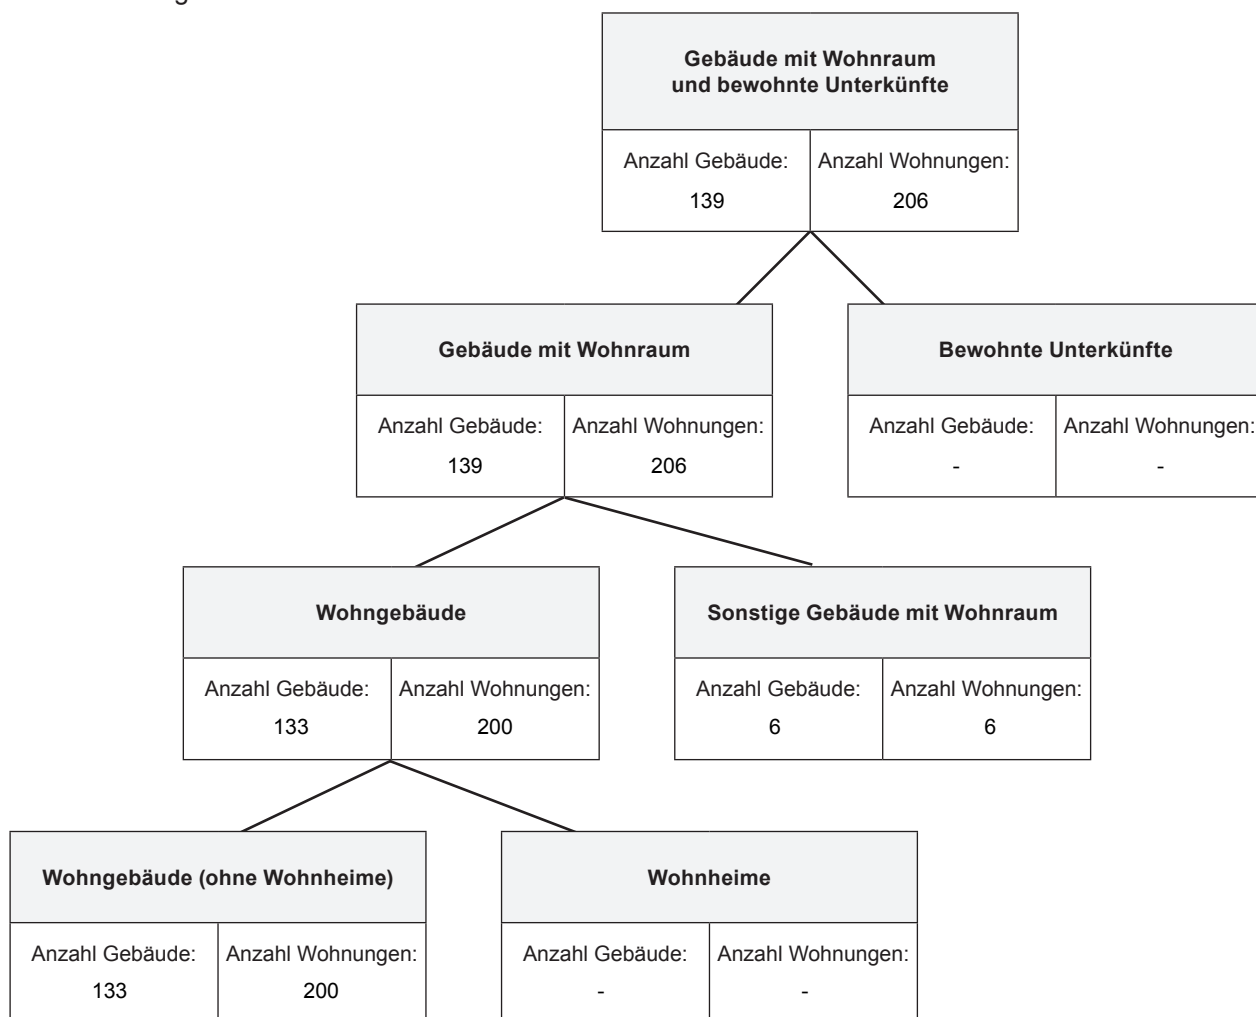 Gebäude mit Wohnraum
und bewohnte Unterkünfte
Anzahl Gebäude: Anzahl Wohnungen:
139 206
Gebäude mit Wohnraum Bewohnte Unterkünfte
Anzahl Gebäude: Anzahl Wohnungen: Anzahl Gebäude: Anzahl Wohnungen:
139 206 - -
Wohngebäude Sonstige Gebäude mit Wohnraum
Anzahl Gebäude: Anzahl Wohnungen: Anzahl Gebäude: Anzahl Wohnungen:
133 200 6 6
Wohngebäude (ohne Wohnheime) Wohnheime
Anzahl Gebäude: Anzahl Wohnungen: Anzahl Gebäude: Anzahl Wohnungen:
133 200 - -